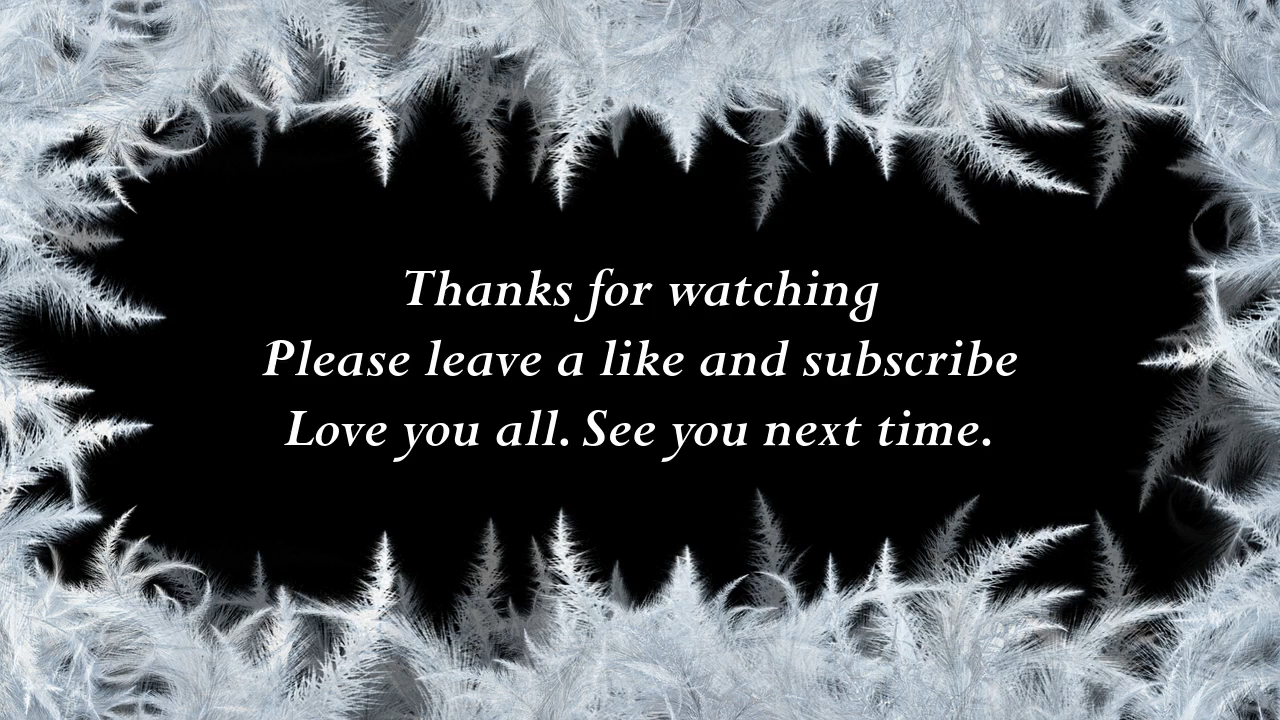 Thanks for watching
Please leave a like and subscribe
Love you all. See you next time.